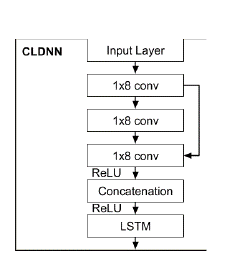 CLDNN
Input Layer
1x8 conv
1x8 conv
1x8 conv
ReLU
Concatenation
ReLU
LSTM